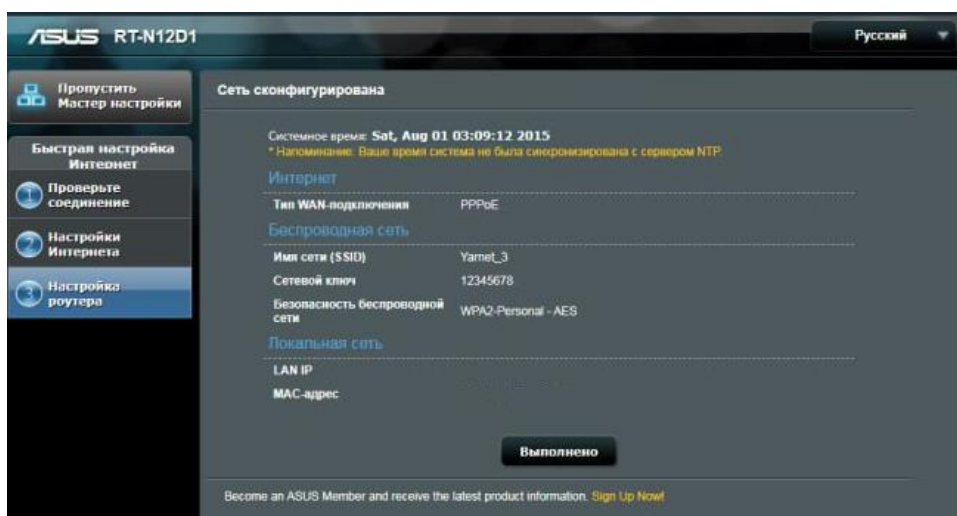 ASUS RT-N12D1
Русский
Пропустить
Мастер настройки
Быстрая настройка
Интернет
1 Проверьте
соединение
2 Настройки
Интернета
3 Настройка
роутера
Сеть сконфигурирована
Системное время: Sat, Aug 01 03:09:12 2015
* Напоминание: Ваше время система не была синхронизирована с сервером NTP.
Интернет
Тип WAN-подключения PPPoE
Беспроводная сеть
Имя сети (SSID) Yarnet_3
Сетевой ключ 12345678
Безопасность беспроводной
сети WPA2-Personal - AES
Локальная сеть
LAN IP
MAC-адрес
Выполнено
Become an ASUS Member and receive the latest product information. Sign Up Now!